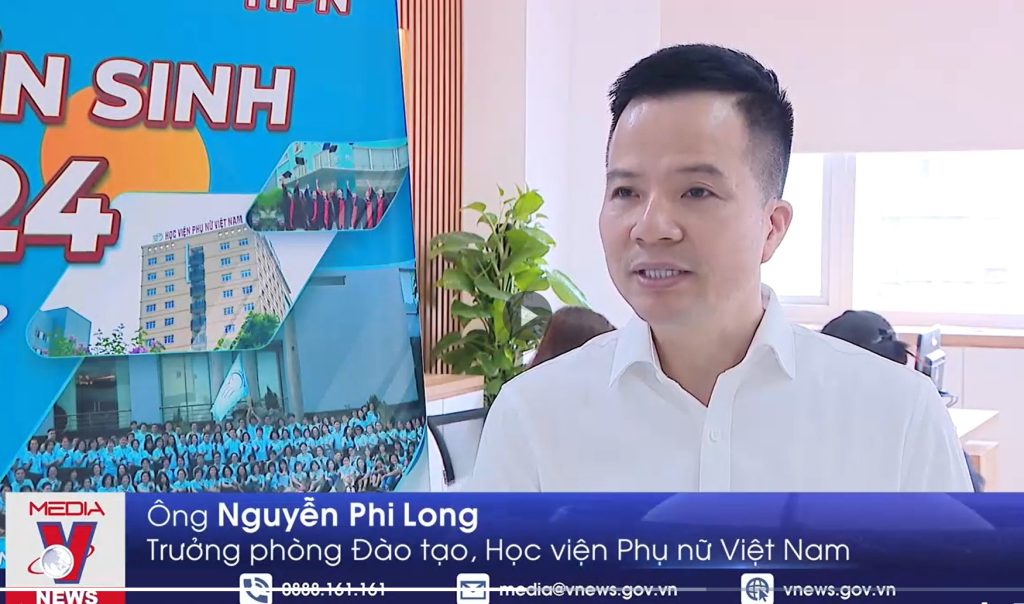 SINH
24
HỌC VIỆN PHỤ NỮ VIỆT NAM
MEDIA
V
NEWS
Ông Nguyễn Phi Long
Trưởng phòng Đào tạo, Học viện Phụ nữ Việt Nam
0888.161.161
media@vnews.gov.vn
vnews.gov.vn